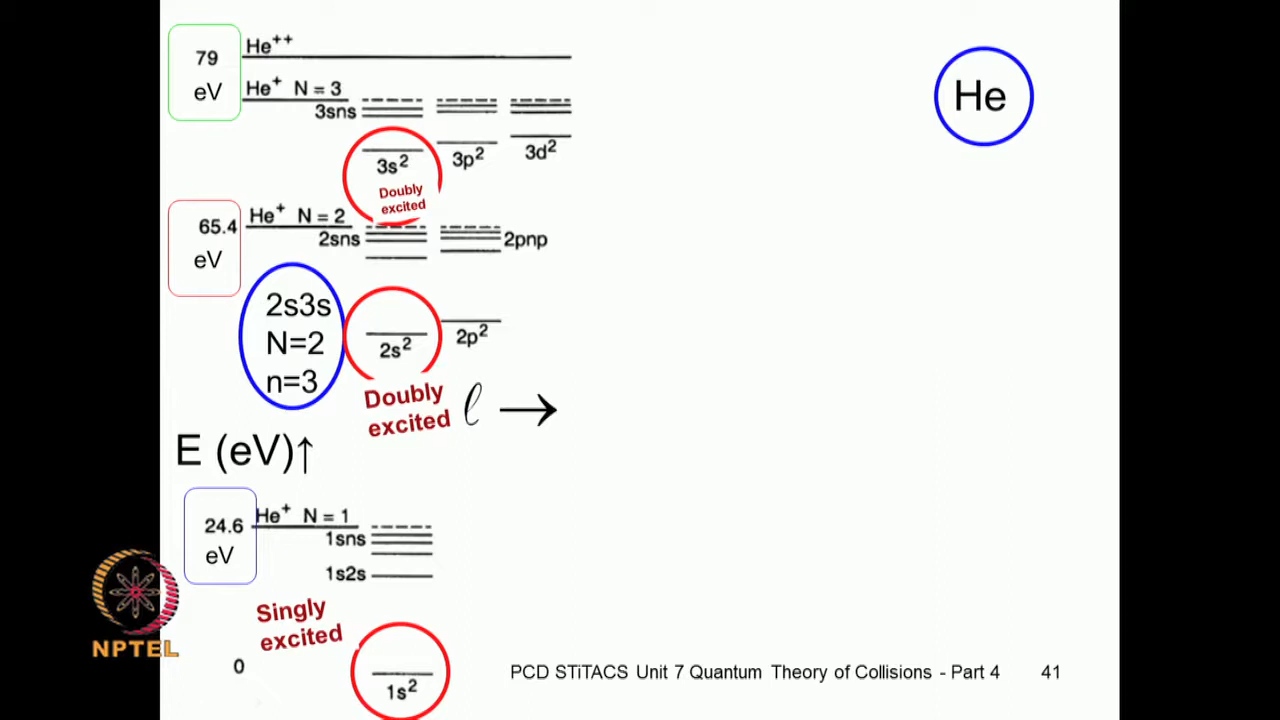 He++
79
eV
He+ N = 3
3sns
3s2
3p2
3d2
Doubly
excited
He+ N = 2
65.4
eV
2sns
2pnp
2s3s
N=2
n=3
2s2
2p2
Doubly
excited
ℓ →
E (eV)↑
He+ N = 1
24.6
eV
1sns
1s2s
Singly
excited
0
1s2
He
NPTEL
PCD STiTACS Unit 7 Quantum Theory of Collisions - Part 4 41